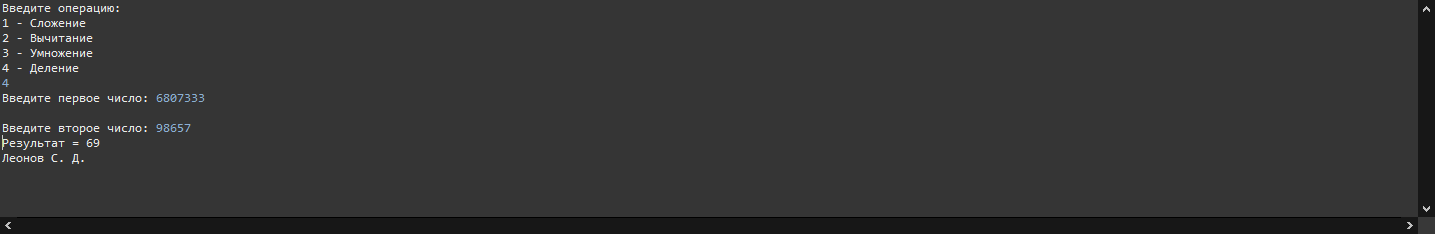 Введите операцию:
1 - Сложение
2 - Вычитание
3 - Умножение
4 - Деление
4
Введите первое число: 6807333
Введите второе число: 98657
Результат = 69
Леонов С. Д.